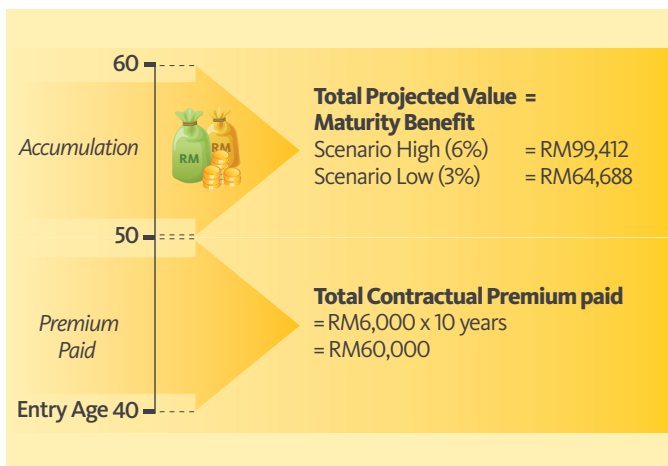 60
Accumulation
RM
RM
Total Projected Value =
Maturity Benefit
Scenario High (6%) = RM99,412
Scenario Low (3%) = RM64,688
50
Premium
Paid
Total Contractual Premium paid
= RM6,000 x 10 years
= RM60,000
Entry Age 40